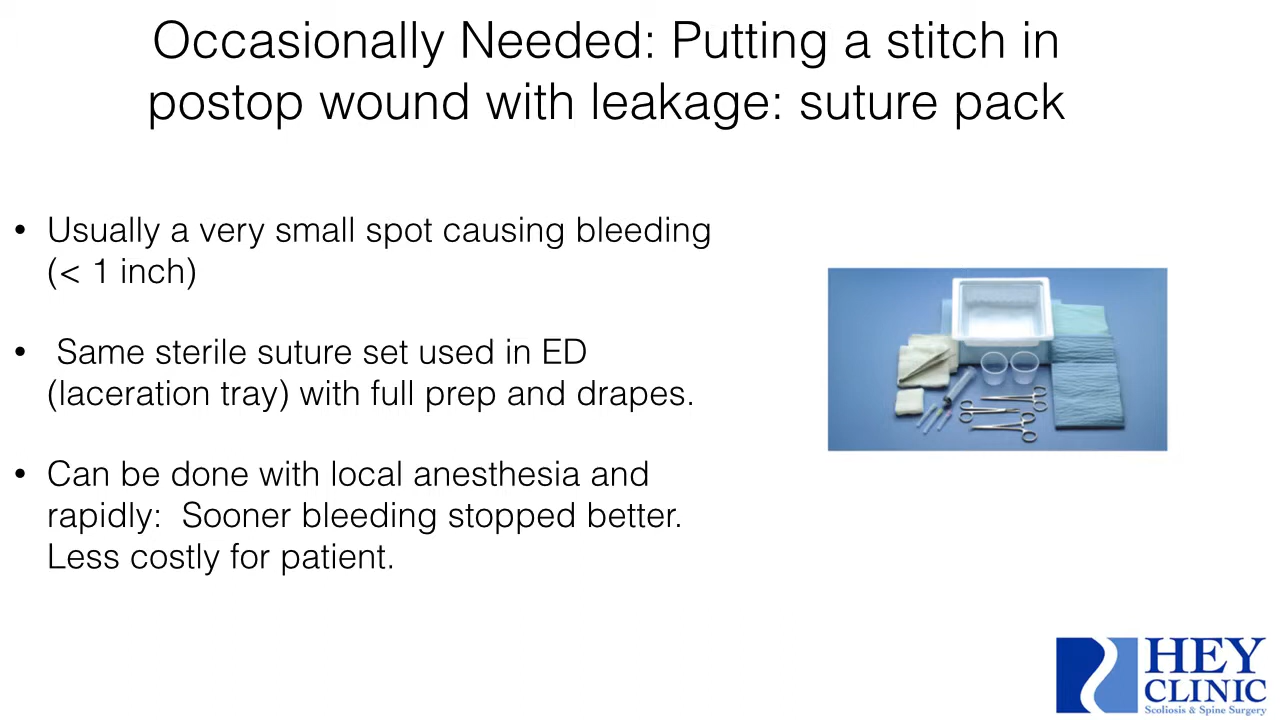 Occasionally Needed: Putting a stitch in
postop wound with leakage: suture pack
• Usually a very small spot causing bleeding
(< 1 inch)
• Same sterile suture set used in ED
(laceration tray) with full prep and drapes.
• Can be done with local anesthesia and
rapidly: Sooner bleeding stopped better.
Less costly for patient.
HEY
CLINIC
Scoliosis & Spine Surgery